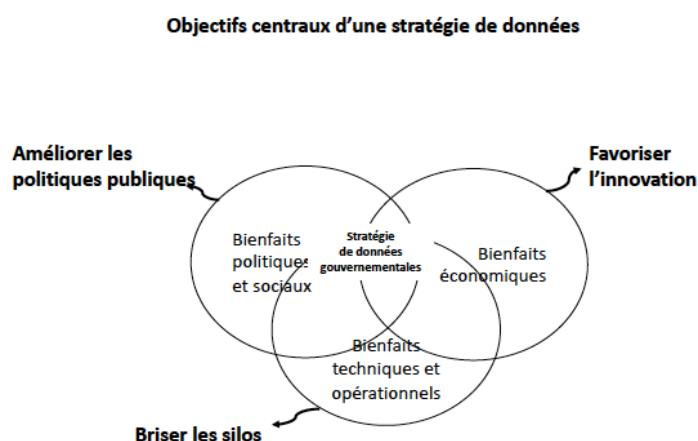 Objectifs centraux d’une stratégie de données
Améliorer les
politiques publiques
Favoriser
l’innovation
Bienfaits
politiques
et sociaux
Stratégie
de données
gouvernementales
Bienfaits
économiques
Bienfaits
techniques et
opérationnels
Briser les silos